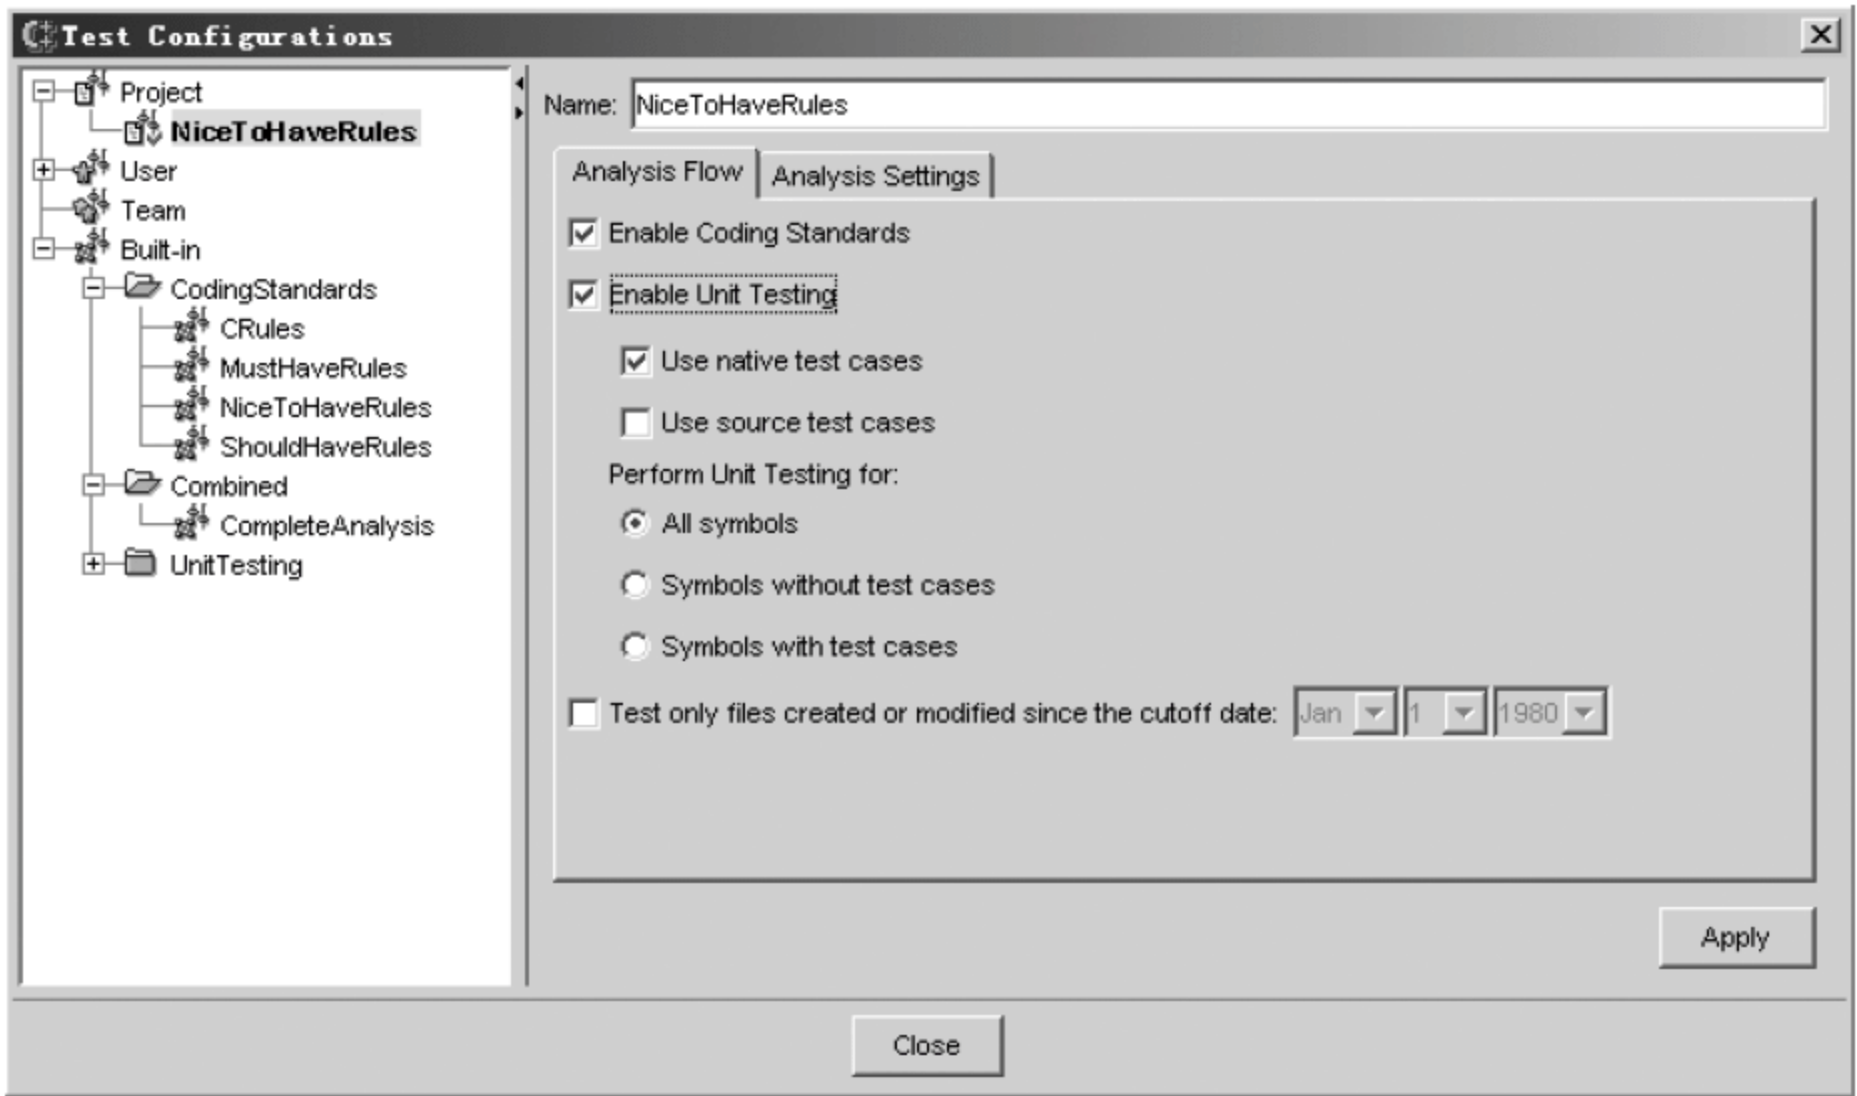 Test Configurations
Project
NiceToHaveRules
User
Team
Built-in
CodingStandards
CRules
MustHaveRules
NiceToHaveRules
ShouldHaveRules
Combined
CompleteAnalysis
UnitTesting
Name: NiceToHaveRules
Analysis Flow Analysis Settings
Enable Coding Standards
Enable Unit Testing
Use native test cases
Use source test cases
Perform Unit Testing for:
All symbols
Symbols without test cases
Symbols with test cases
Test only files created or modified since the cutoff date: Jan 1 1980
Apply
Close